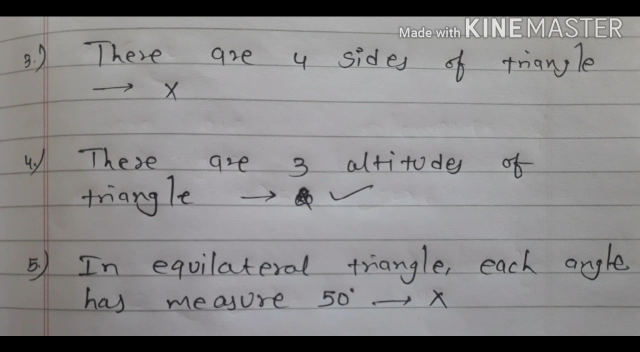 Made with KINEMASTER
3.) There are 4 sides of triangle
→ X
4.) There are 3 altitudes of
triangle → ✓
5.) In equilateral triangle, each angle
has measure 50° → X